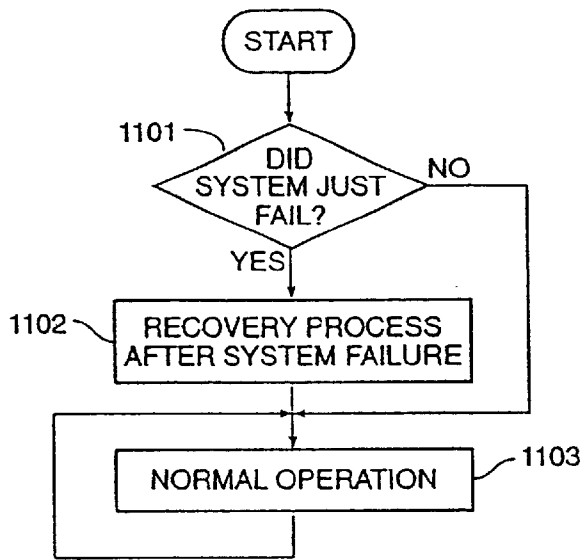 START
1101
DID
SYSTEM JUST
FAIL?
NO
YES
1102
RECOVERY PROCESS
AFTER SYSTEM FAILURE
NORMAL OPERATION
1103